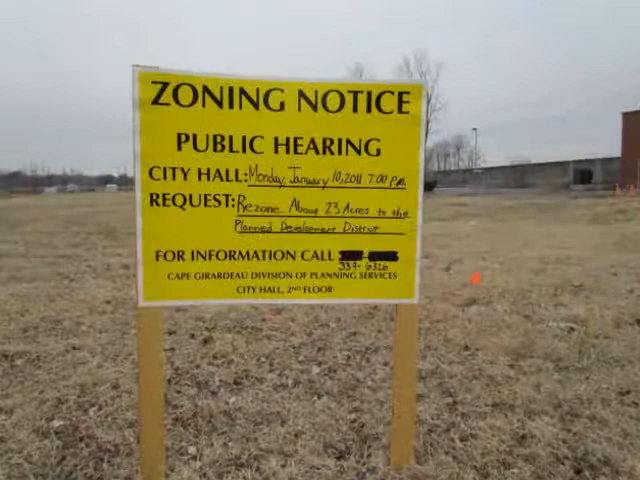 ZONING NOTICE
PUBLIC HEARING
CITY HALL: Monday, January 10, 2011 7:00 p.m.
REQUEST: Rezone About 23 Acres to the
Planned Development District
FOR INFORMATION CALL
339-6326
CAPE GIRARDEAU DIVISION OF PLANNING SERVICES
CITY HALL, 2ND FLOOR